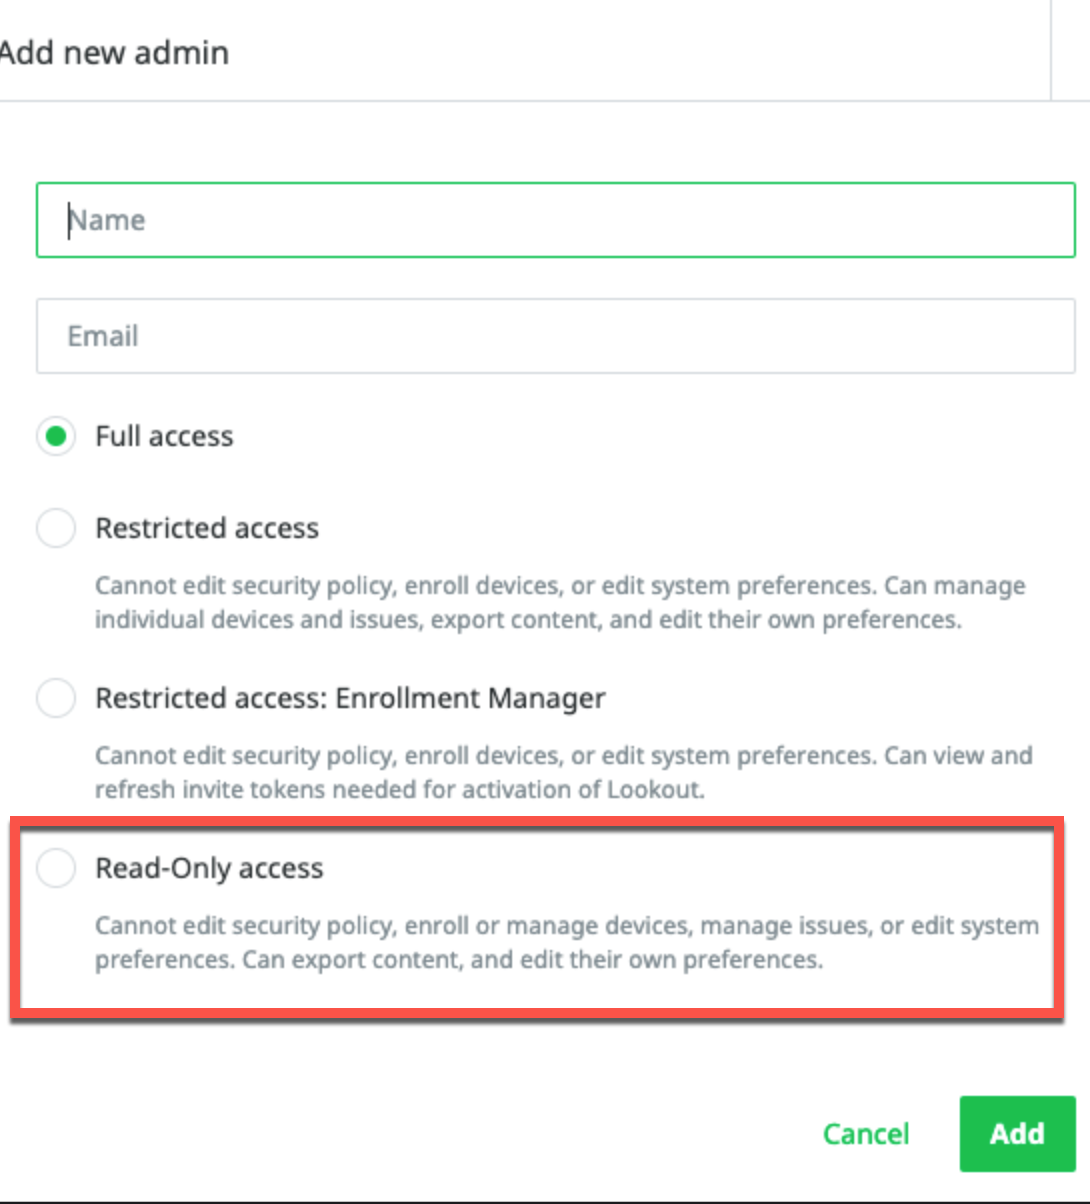 Add new admin
Name
Email
Full access
Restricted access
Cannot edit security policy, enroll devices, or edit system preferences. Can manage
individual devices and issues, export content, and edit their own preferences.
Restricted access: Enrollment Manager
Cannot edit security policy, enroll devices, or edit system preferences. Can view and
refresh invite tokens needed for activation of Lookout.
Read-Only access
Cannot edit security policy, enroll or manage devices, manage issues, or edit system
preferences. Can export content, and edit their own preferences.
Cancel
Add